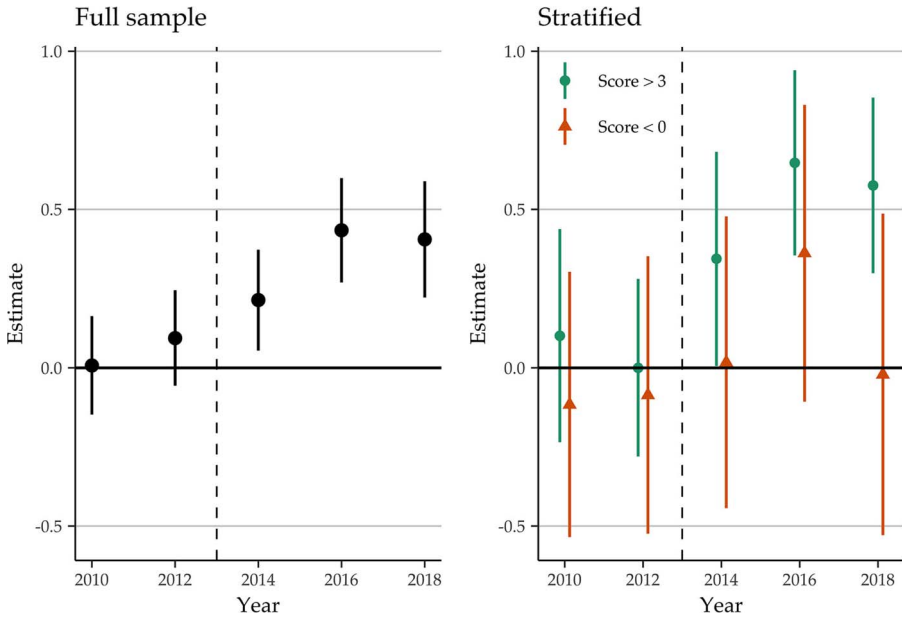 Full sample
1.0
0.5
0.0
-0.5
Estimate
2010 2012 2014 2016 2018
Year
Stratified
Score > 3
Score < 0
1.0
0.5
0.0
-0.5
Estimate
2010 2012 2014 2016 2018
Year